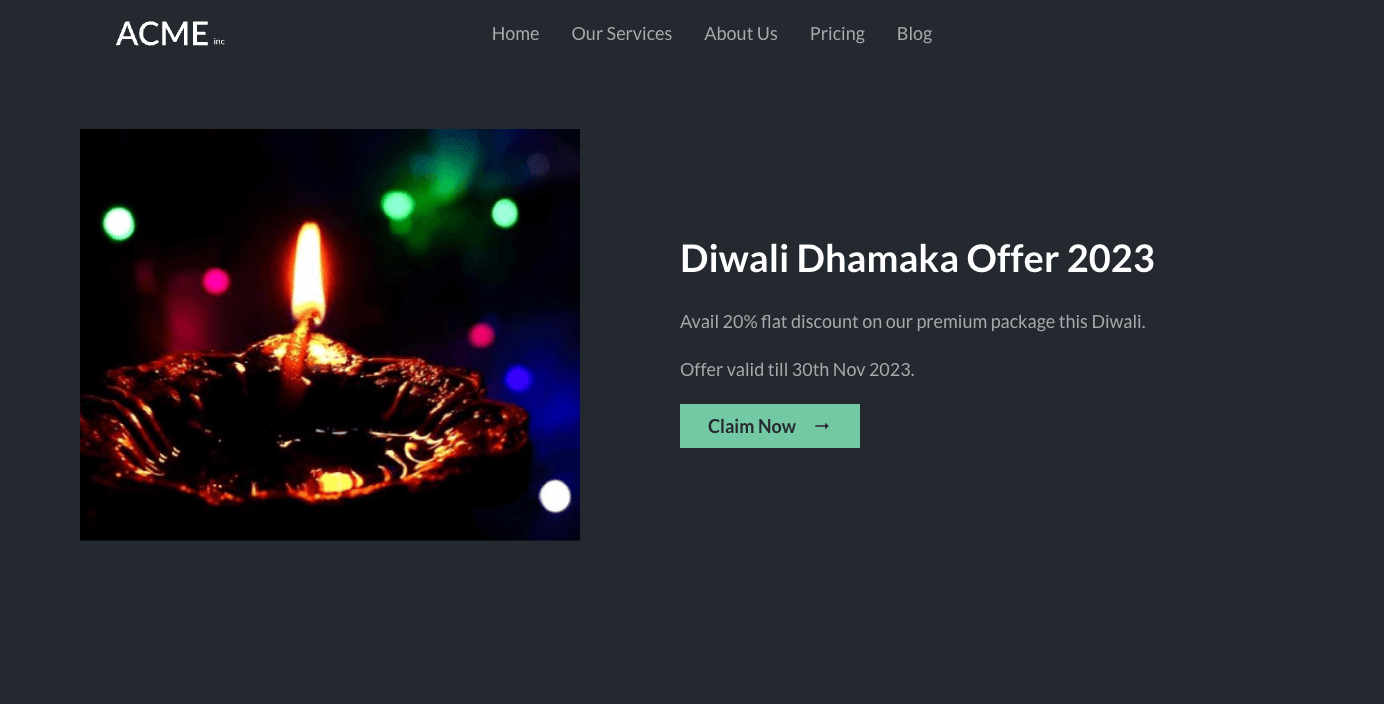 ACME inc
Home Our Services About Us Pricing Blog
Diwali Dhamaka Offer 2023
Avail 20% flat discount on our premium package this Diwali.
Offer valid till 30th Nov 2023.
Claim Now →